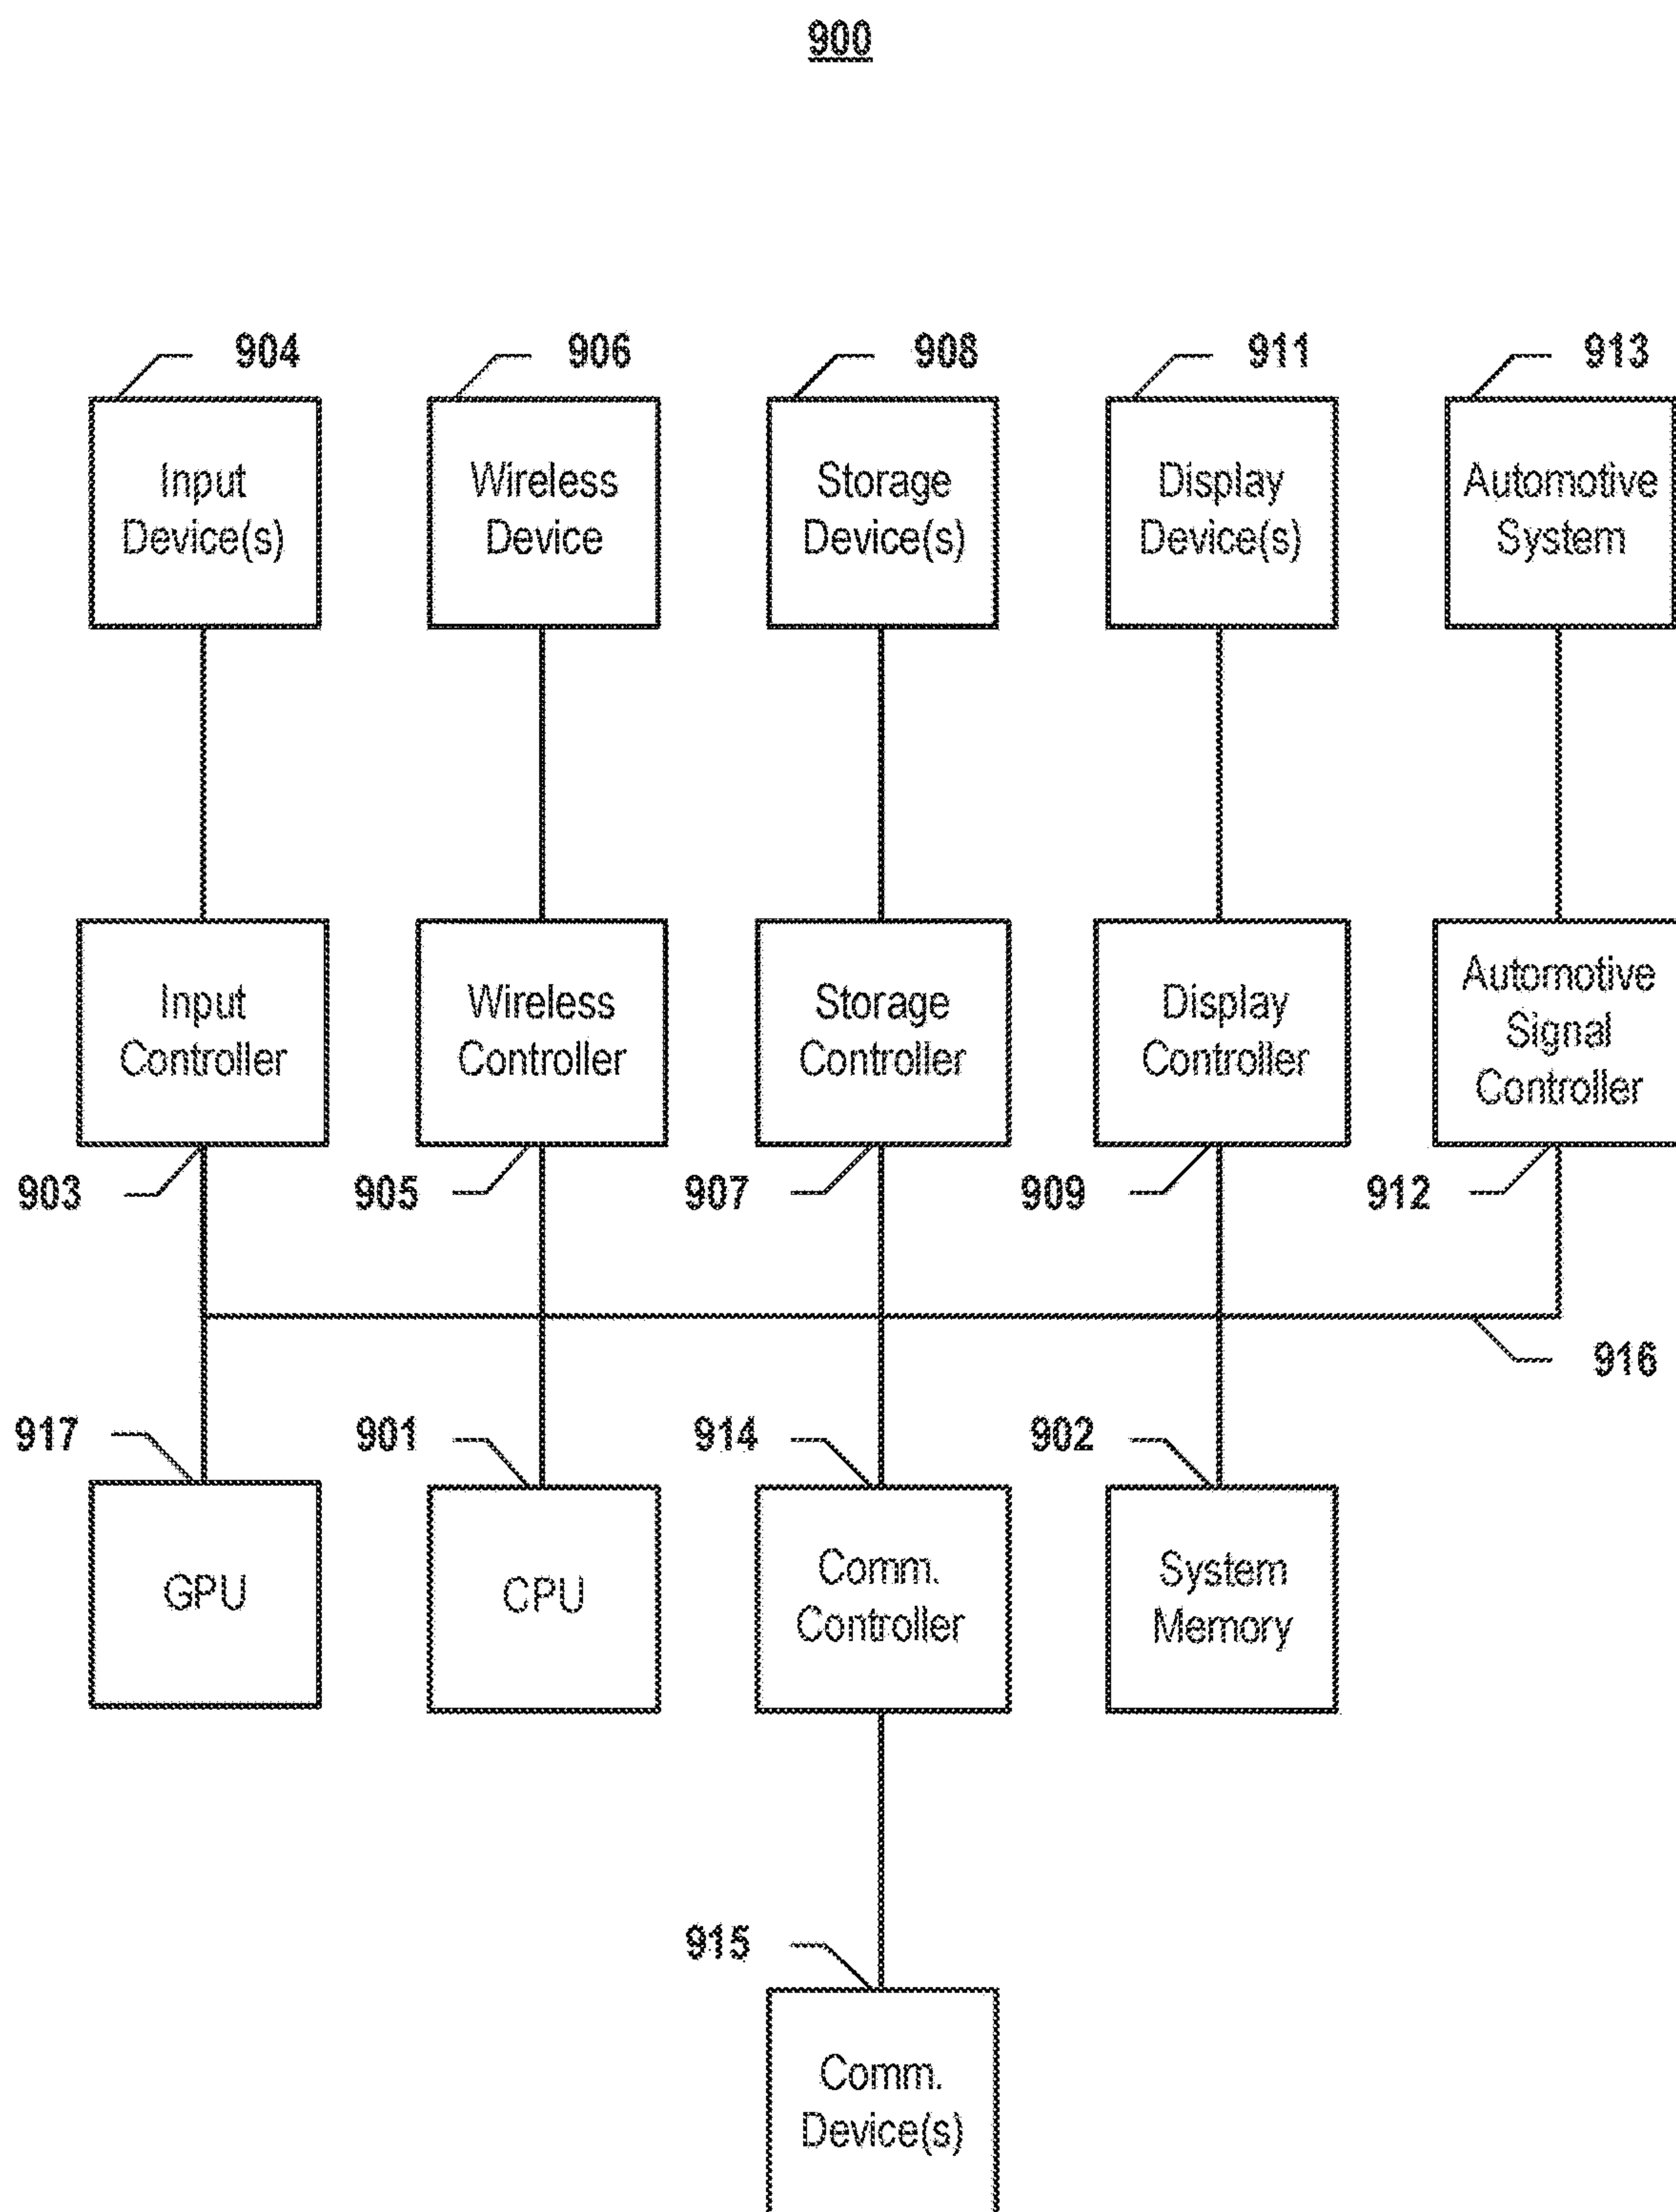 900
904
906
908
911
913
Input
Device(s)
Wireless
Device
Storage
Device(s)
Display
Device(s)
Automotive
System
Input
Controller
Wireless
Controller
Storage
Controller
Display
Controller
Automotive
Signal
Controller
903
905
907
909
912
916
917
901
914
902
GPU
CPU
Comm.
Controller
System
Memory
915
Comm.
Device(s)